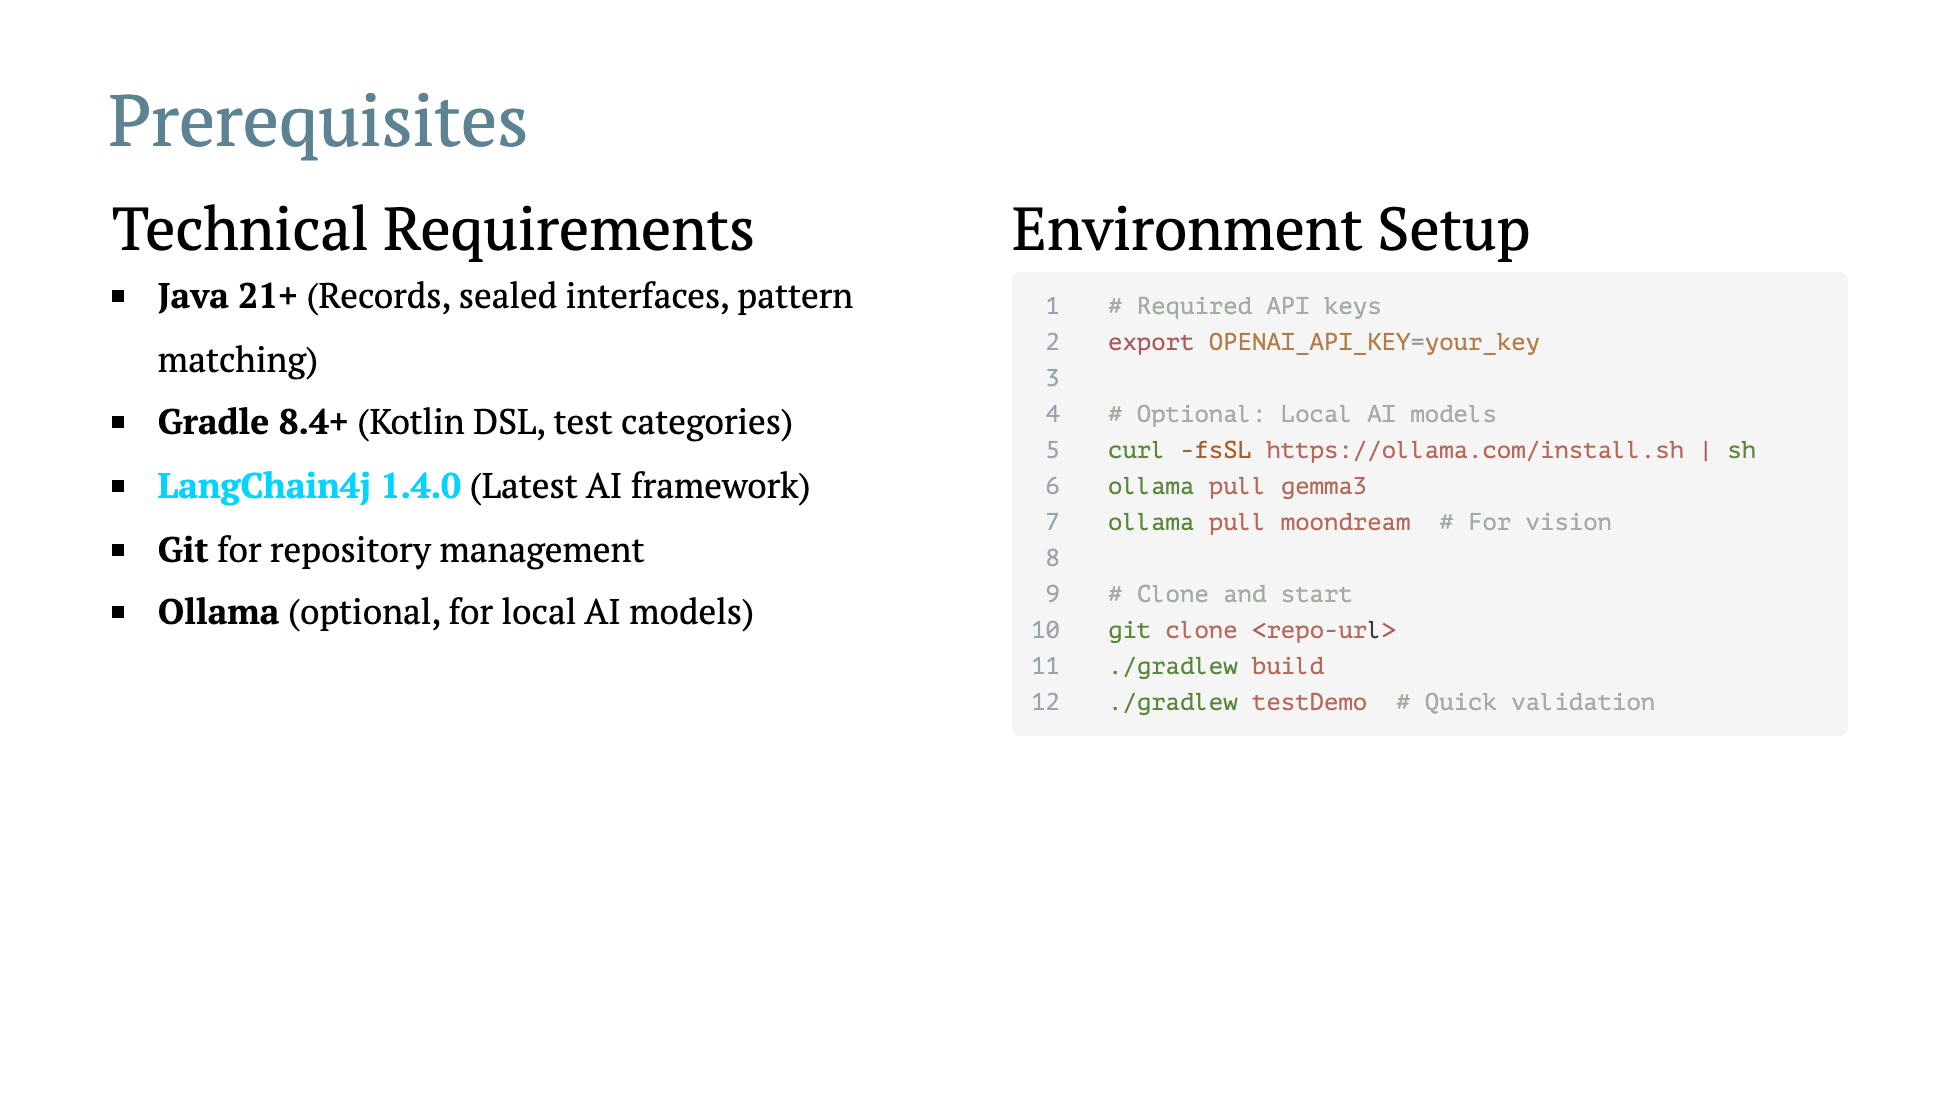 Prerequisites
Technical Requirements
▪ Java 21+ (Records, sealed interfaces, pattern
matching)
▪ Gradle 8.4+ (Kotlin DSL, test categories)
▪ LangChain4j 1.4.0 (Latest AI framework)
▪ Git for repository management
▪ Ollama (optional, for local AI models)
Environment Setup
1 # Required API keys
2 export OPENAI_API_KEY=your_key
3
4 # Optional: Local AI models
5 curl -fsSL https://ollama.com/install.sh | sh
6 ollama pull gemma3
7 ollama pull moondream  # For vision
8
9 # Clone and start
10 git clone <repo-url>
11 ./gradlew build
12 ./gradlew testDemo  # Quick validation